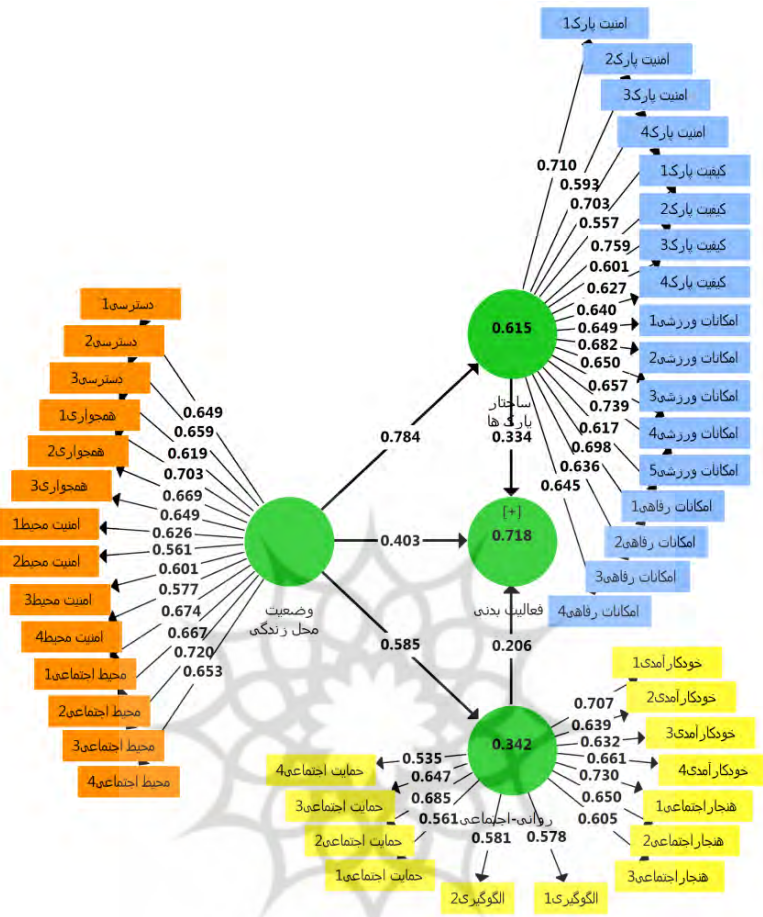 امنیت پارک1
امنیت پارک2
امنیت پارک3
امنیت پارک4
کیفیت پارک1
کیفیت پارک2
کیفیت پارک3
کیفیت پارک4
امکانات ورزشی1
امکانات ورزشی2
امکانات ورزشی3
امکانات ورزشی4
امکانات ورزشی5
امکانات رفاهی1
امکانات رفاهی2
امکانات رفاهی3
امکانات رفاهی4
0.710
0.593
0.703
0.557
0.759
0.601
0.627
0.640
0.649
0.682
0.650
0.657
0.739
0.617
0.698
0.636
0.645
0.615
ساختار
پارک ها
0.334
0.784
0.403
0.585
[+]
0.718
فعالیت بدنی
0.206
دسترسی1
دسترسی2
دسترسی3
همجواری1
همجواری2
همجواری3
امنیت محیط1
امنیت محیط2
امنیت محیط3
امنیت محیط4
محیط اجتماعی1
محیط اجتماعی2
محیط اجتماعی3
محیط اجتماعی4
0.649
0.659
0.619
0.703
0.669
0.649
0.626
0.561
0.601
0.577
0.674
0.667
0.720
0.653
وضعیت
محل زندگی
0.342
روانی-اجتماعی
خودکارآمدی1
خودکارآمدی2
خودکارآمدی3
خودکارآمدی4
هنجاراجتماعی1
هنجاراجتماعی2
هنجاراجتماعی3
0.707
0.639
0.632
0.661
0.730
0.650
0.605
حمایت اجتماعی4
حمایت اجتماعی3
حمایت اجتماعی2
حمایت اجتماعی1
0.535
0.647
0.685
0.561
0.581
0.578
الگوگیری2
الگوگیری1